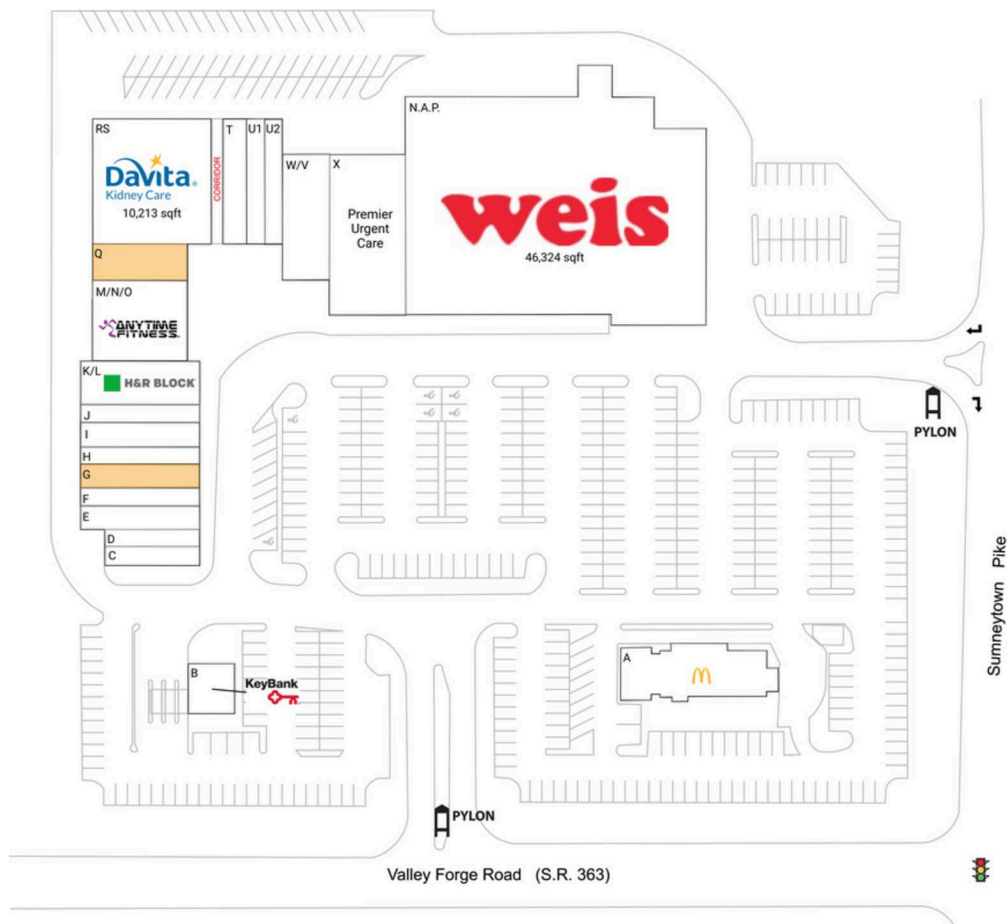 N.A.P.
RS
T
U1
U2
DaVita.
Kidney Care
10,213 sqft
CORRIDOR
W/V
X
Premier
Urgent
Care
weis
46,324 sqft
Q
M/N/O
ANYTIME
FITNESS
K/L
H&R BLOCK
J
I
H
G
F
E
D
C
PYLON
Sumneytown Pike
B
KeyBank
A
PYLON
Valley Forge Road (S.R. 363)